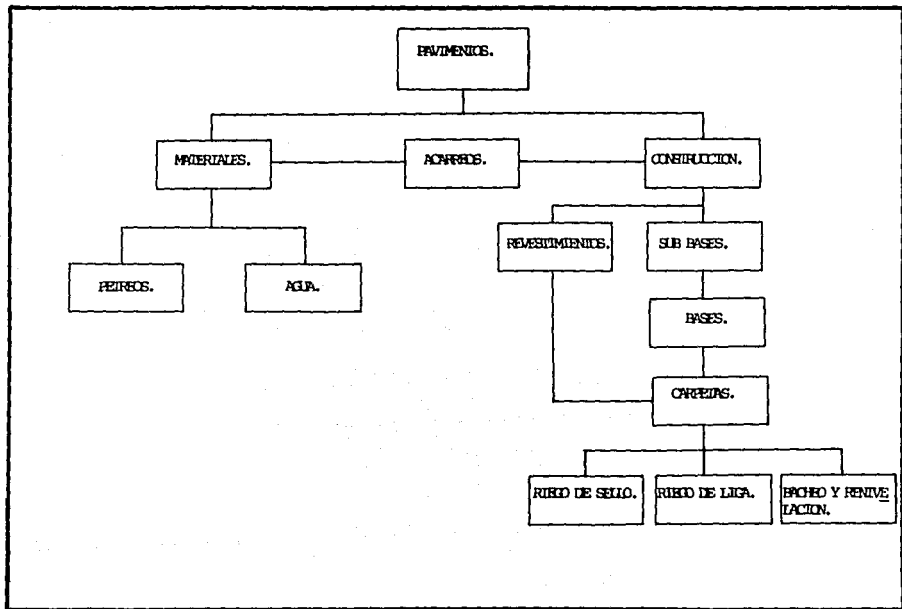 PAVIMENTOS.
MATERIALES.
ACARREOS.
CONSTRUCCION.
REVESTIMIENTOS.
SUB BASES.
PETREOS.
AGUA.
BASES.
CARPETAS.
RIEGO DE SELLO.
RIEGO DE LIGA.
BACHEO Y RENIVE
LACION.